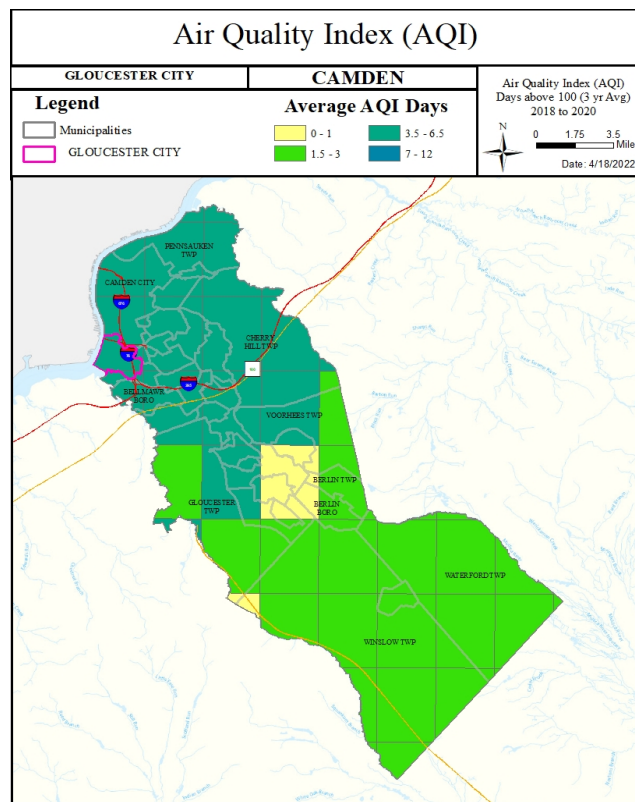 Air Quality Index (AQI)
GLOUCESTER CITY
CAMDEN
Air Quality Index (AQI)
Days above 100 (3 yr Avg)
2018 to 2020
Legend
Municipalities
GLOUCESTER CITY
Average AQI Days
0 - 1
3.5 - 6.5
1.5 - 3
7 - 12
N
0 1.75 3.5
Mile
Date: 4/18/2022
PENNSAUKEN
TWP
CAMDEN CITY
CHERRY
HILL TWP
BELLMAWR
BORO
VOORHEES TWP
BERLIN TWP
GLOUCESTER
TWP
BERLIN
BORO
WATERFORD TWP
WINSLOW TWP